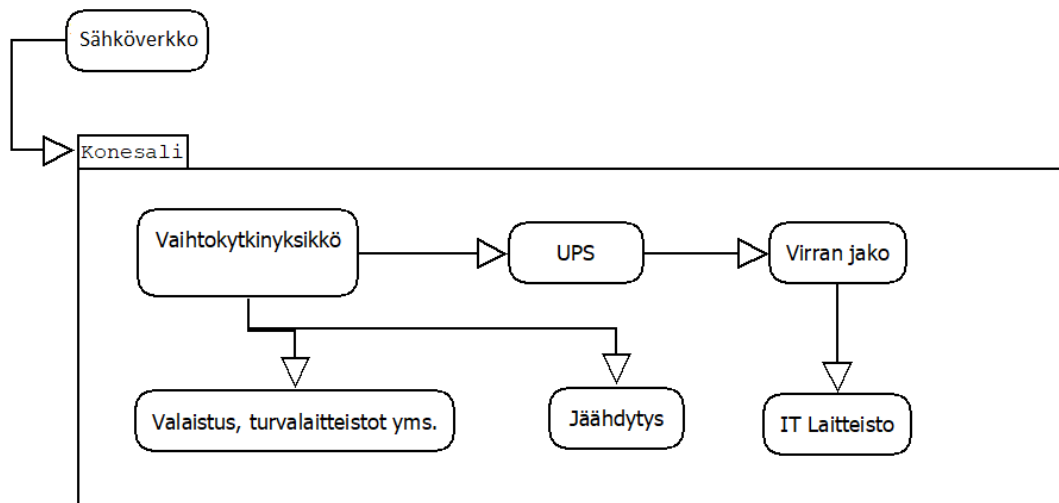 Sähköverkko
Konesali
Vaihtokytkinyksikkö
UPS
Virran jako
Valaistus, turvalaitteistot yms.
Jäähdytys
IT Laitteisto